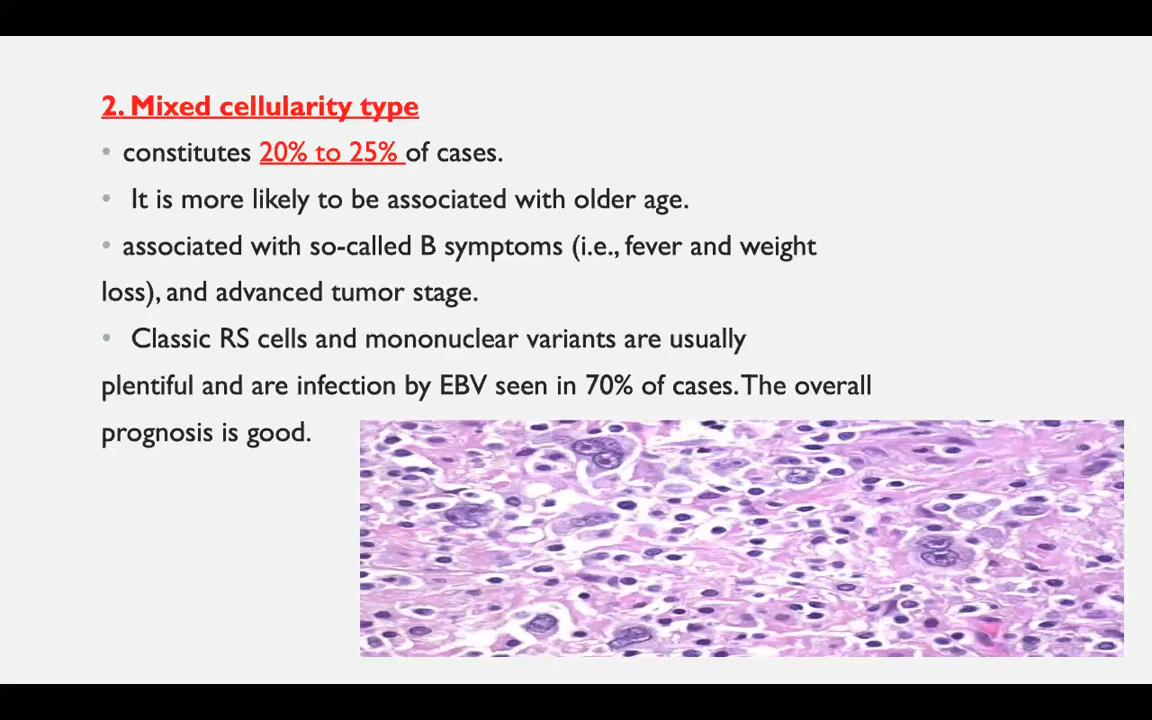 2. Mixed cellularity type
• constitutes 20% to 25% of cases.
• It is more likely to be associated with older age.
• associated with so-called B symptoms (i.e., fever and weight
loss), and advanced tumor stage.
• Classic RS cells and mononuclear variants are usually
plentiful and are infection by EBV seen in 70% of cases. The overall
prognosis is good.